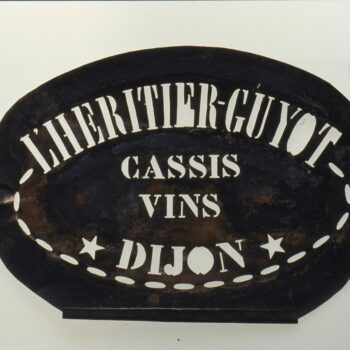 L'HERITIER-GUYOT
CASSIS
VINS
★ DIJON ★